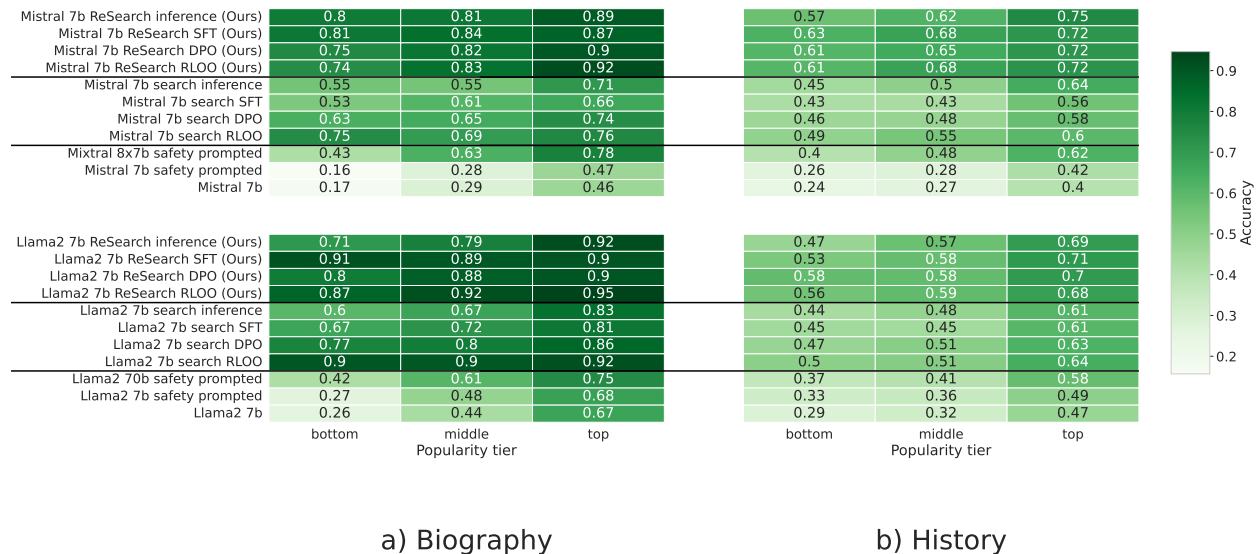 Mistral 7b ReSearch inference (Ours) 0.8 0.81 0.89 0.57 0.62 0.75
Mistral 7b ReSearch SFT (Ours) 0.81 0.84 0.87 0.63 0.68 0.72
Mistral 7b ReSearch DPO (Ours) 0.75 0.82 0.9 0.61 0.65 0.72
Mistral 7b ReSearch RLOO (Ours) 0.74 0.83 0.92 0.61 0.68 0.72
Mistral 7b search inference 0.55 0.55 0.71 0.45 0.5 0.64
Mistral 7b search SFT 0.53 0.61 0.66 0.43 0.43 0.56
Mistral 7b search DPO 0.63 0.65 0.74 0.46 0.48 0.58
Mistral 7b search RLOO 0.75 0.69 0.76 0.49 0.55 0.6
Mixtral 8x7b safety prompted 0.43 0.63 0.78 0.4 0.48 0.62
Mistral 7b safety prompted 0.16 0.28 0.47 0.26 0.28 0.42
Mistral 7b 0.17 0.29 0.46 0.24 0.27 0.4
Llama2 7b ReSearch inference (Ours) 0.71 0.79 0.92 0.47 0.57 0.69
Llama2 7b ReSearch SFT (Ours) 0.91 0.89 0.9 0.53 0.58 0.71
Llama2 7b ReSearch DPO (Ours) 0.8 0.88 0.9 0.58 0.58 0.7
Llama2 7b ReSearch RLOO (Ours) 0.87 0.92 0.95 0.56 0.59 0.68
Llama2 7b search inference 0.6 0.67 0.83 0.44 0.48 0.61
Llama2 7b search SFT 0.67 0.72 0.81 0.45 0.45 0.61
Llama2 7b search DPO 0.77 0.8 0.86 0.47 0.51 0.63
Llama2 7b search RLOO 0.9 0.9 0.92 0.5 0.51 0.64
Llama2 70b safety prompted 0.42 0.61 0.75 0.37 0.41 0.58
Llama2 7b safety prompted 0.27 0.48 0.68 0.33 0.36 0.49
Llama2 7b 0.26 0.44 0.67 0.29 0.32 0.47
bottom middle top bottom middle top
Popularity tier Popularity tier
0.9
0.8
0.7
0.6
0.5
0.4
0.3
0.2
Accuracy
a) Biography b) History